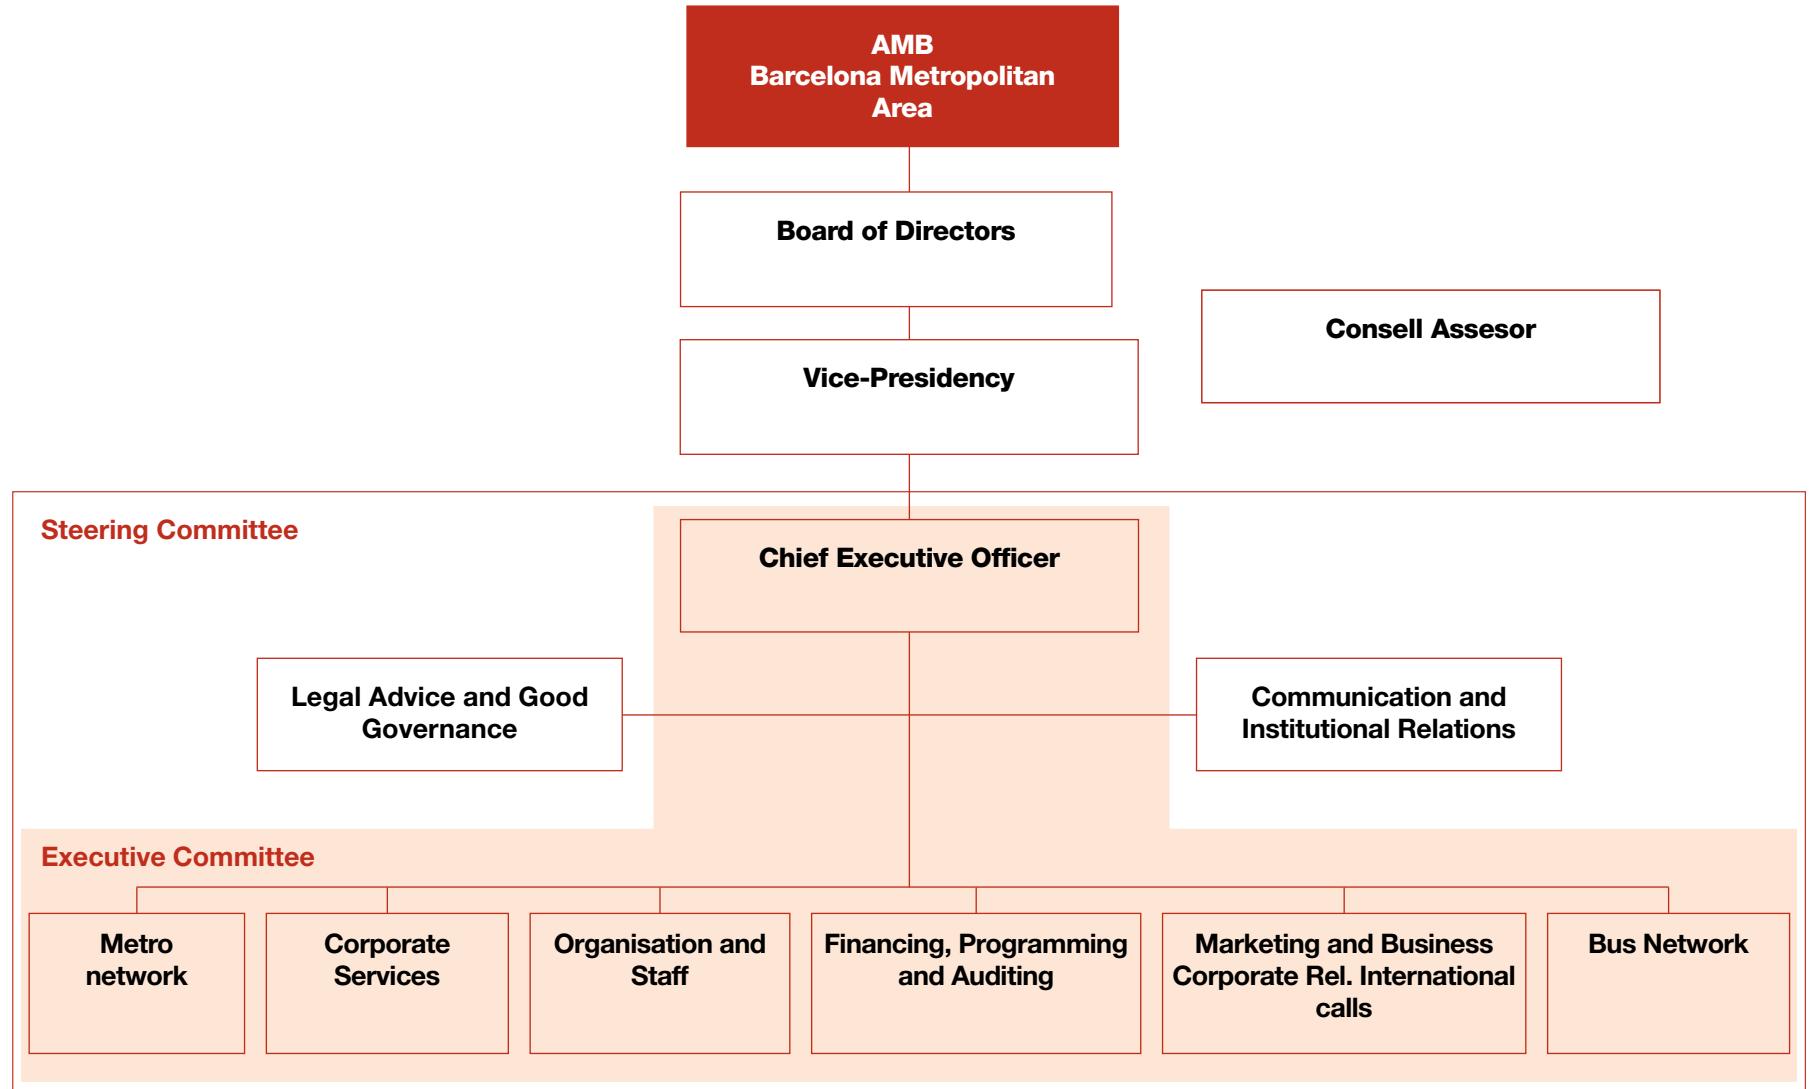 AMB
Barcelona Metropolitan
Area
Board of Directors
Consell Assesor
Vice-Presidency
Steering Committee
Chief Executive Officer
Legal Advice and Good
Governance
Communication and
Institutional Relations
Executive Committee
Metro
network
Corporate
Services
Organisation and
Staff
Financing, Programming
and Auditing
Marketing and Business
Corporate Rel. International
calls
Bus Network